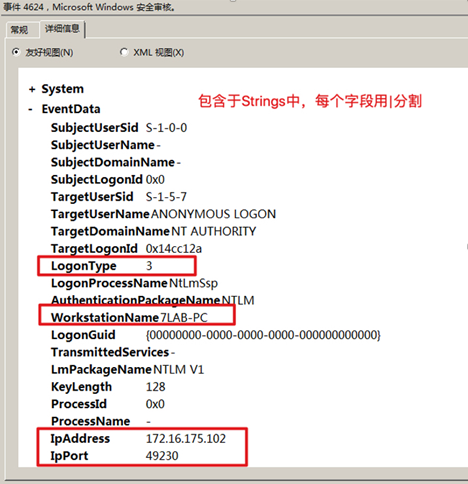 事件 4624，Microsoft Windows 安全审核。
常规 详细信息
友好视图(N) XML 视图(X)
+ System
包含于Strings中，每个字段用|分割
- EventData
SubjectUserSid S-1-0-0
SubjectUserName -
SubjectDomainName -
SubjectLogonId 0x0
TargetUserSid S-1-5-7
TargetUserName ANONYMOUS LOGON
TargetDomainName NT AUTHORITY
TargetLogonId 0x14cc12a
LogonType 3
LogonProcessName NtLmSsp
AuthenticationPackageName NTLM
WorkstationName 7LAB-PC
LogonGuid {00000000-0000-0000-0000-000000000000}
TransmittedServices -
LmPackageName NTLM V1
KeyLength 128
ProcessId 0x0
ProcessName -
IpAddress 172.16.175.102
IpPort 49230